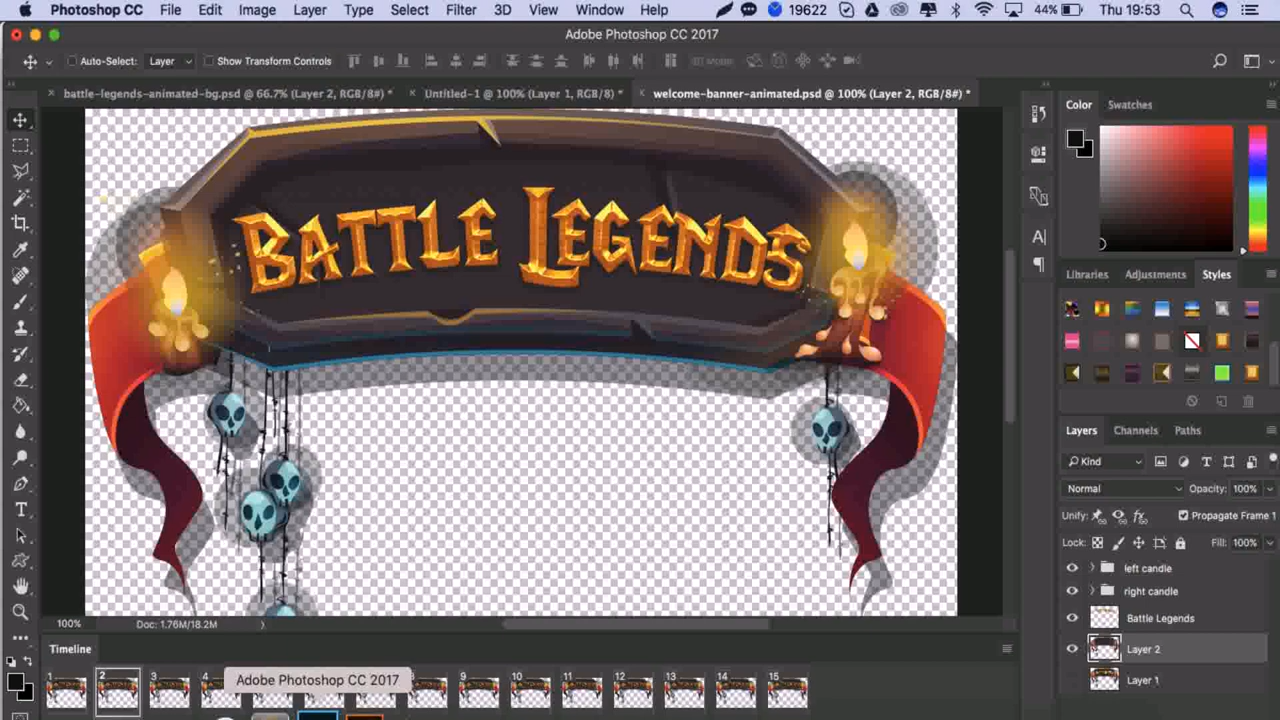 Photoshop CC File Edit Image Layer Type Select Filter 3D View Window Help 19622 44% Thu 19:53
Adobe Photoshop CC 2017
Auto-Select: Layer Show Transform Controls 3D Mode:
battle-legends-animated-bg.psd @ 66.7% (Layer 2, RGB/8#) * Untitled-1 @ 100% (Layer 1, RGB/8) * welcome-banner-animated.psd @ 100% (Layer 2, RGB/8#) *
Color Swatches
BATTLE LEGENDS
Libraries Adjustments Styles
Layers Channels Paths
Kind
Normal Opacity: 100%
Unify: Propagate Frame 1
Lock: Fill: 100%
left candle
right candle
Battle Legends
Layer 2
Layer 1
100% Doc: 1.76M/18.2M
Timeline
1 2 3 4 9 10 11 12 13 14 15
Adobe Photoshop CC 2017